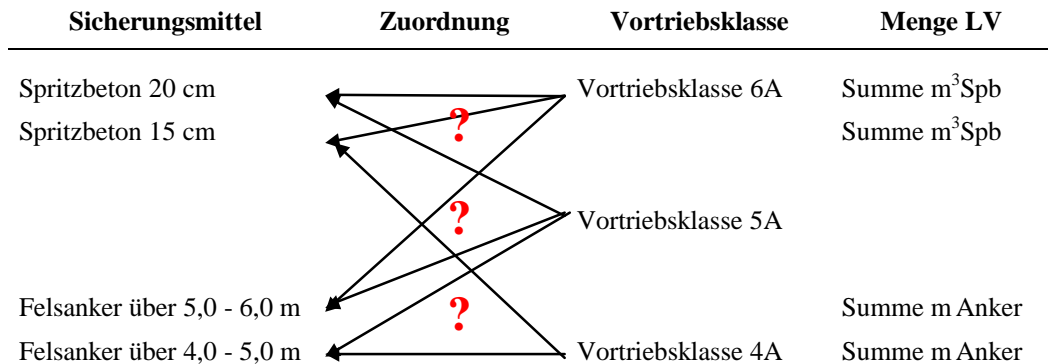 Sicherungsmittel Zuordnung Vortriebsklasse Menge LV
Spritzbeton 20 cm Vortriebsklasse 6A Summe m³Spb
Spritzbeton 15 cm ? Summe m³Spb
? Vortriebsklasse 5A
Felsanker über 5,0 - 6,0 m ? Summe m Anker
Felsanker über 4,0 - 5,0 m Vortriebsklasse 4A Summe m Anker